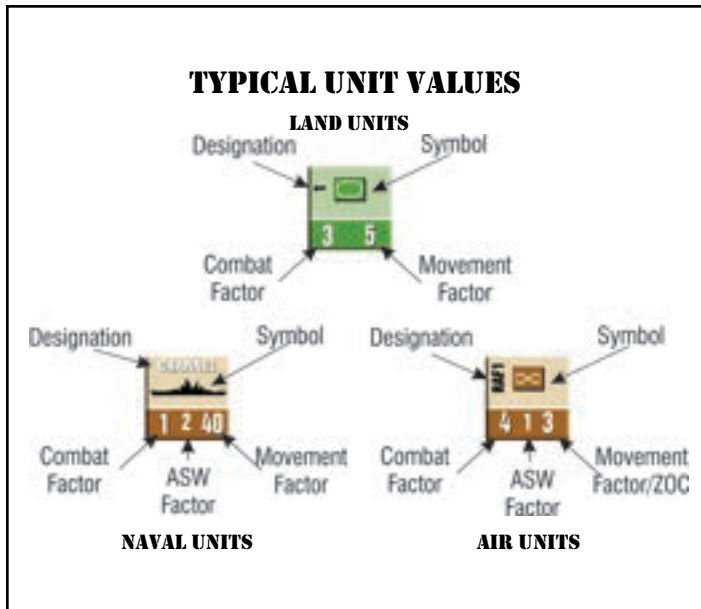 TYPICAL UNIT VALUES
LAND UNITS
Designation Symbol
3 5
Combat Factor
Movement Factor
Designation Symbol
1 2 40
Combat Factor
ASW Factor
Movement Factor
NAVAL UNITS
Designation Symbol
RAF1
4 1 3
Combat Factor
ASW Factor
Movement Factor/ZOC
AIR UNITS